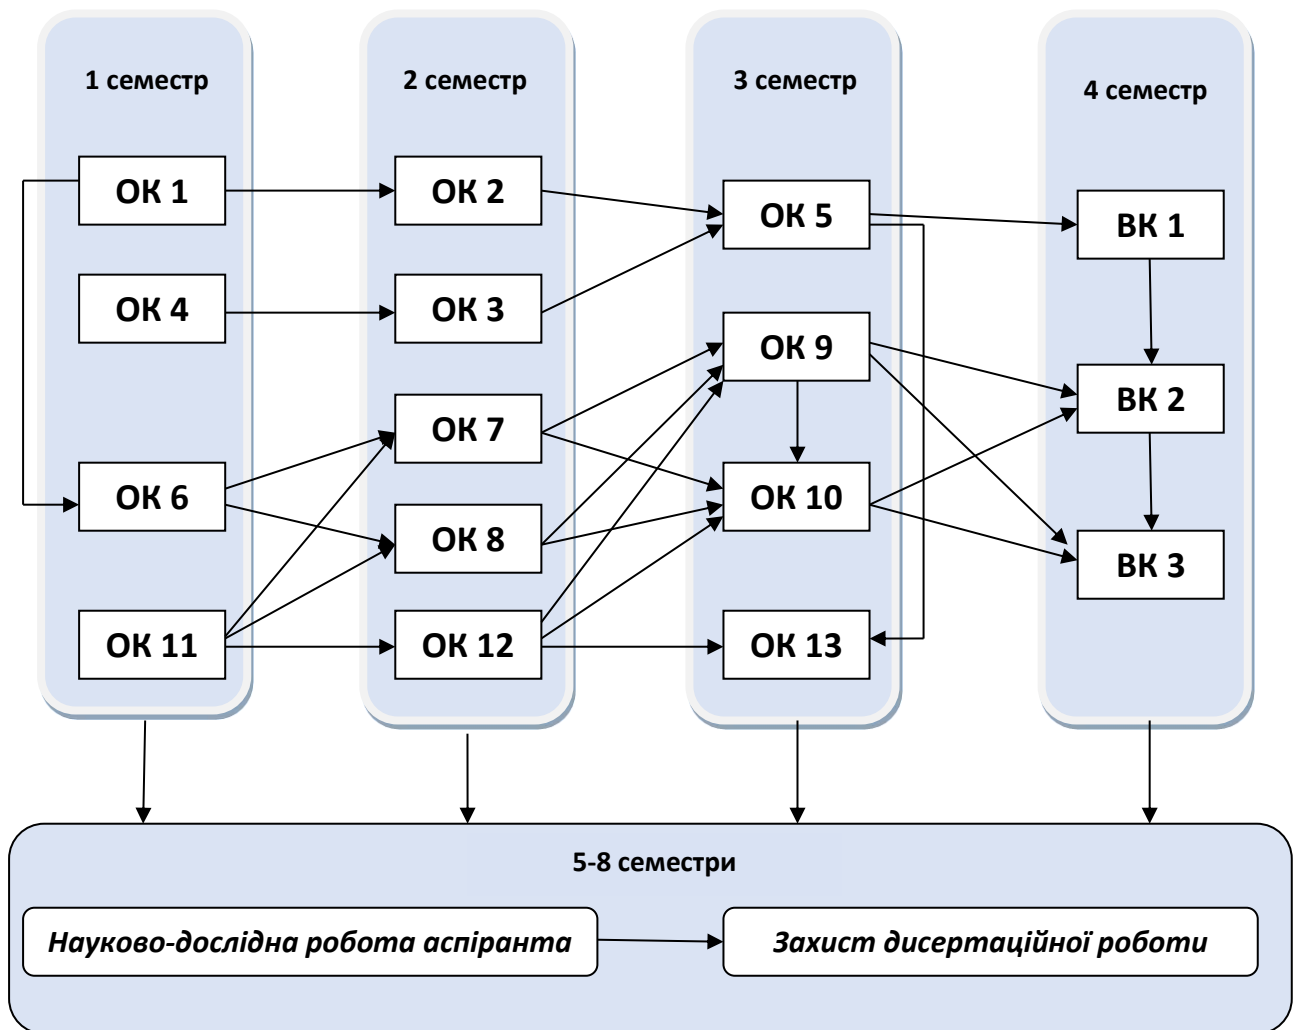 1 семестр
2 семестр
3 семестр
4 семестр
ОК 1
ОК 2
ОК 5
ВК 1
ОК 4
ОК 3
ОК 9
ВК 2
ОК 7
ОК 6
ОК 10
ОК 8
ВК 3
ОК 11
ОК 12
ОК 13
5-8 семестри
Науково-дослідна робота аспіранта
Захист дисертаційної роботи